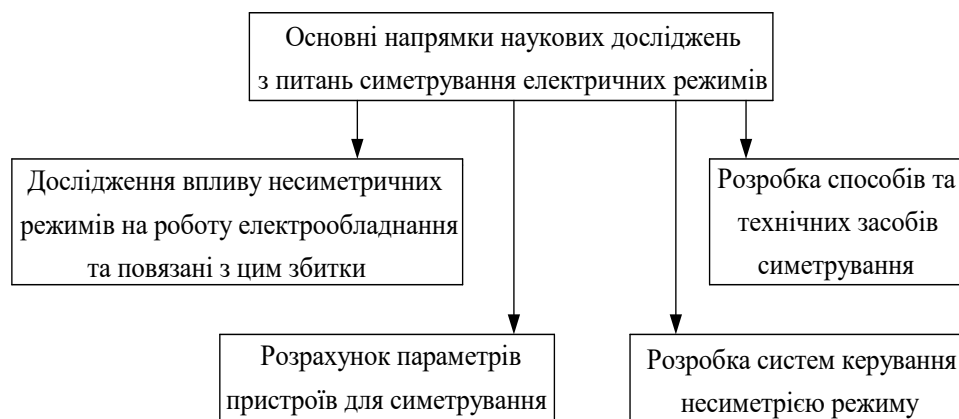 Основні напрямки наукових досліджень
з питань симетрування електричних режимів
Дослідження впливу несиметричних
режимів на роботу електрообладнання
та повязані з цим збитки
Розробка способів та
технічних засобів
симетрування
Розрахунок параметрів
пристроїв для симетрування
Розробка систем керування
несиметрією режиму